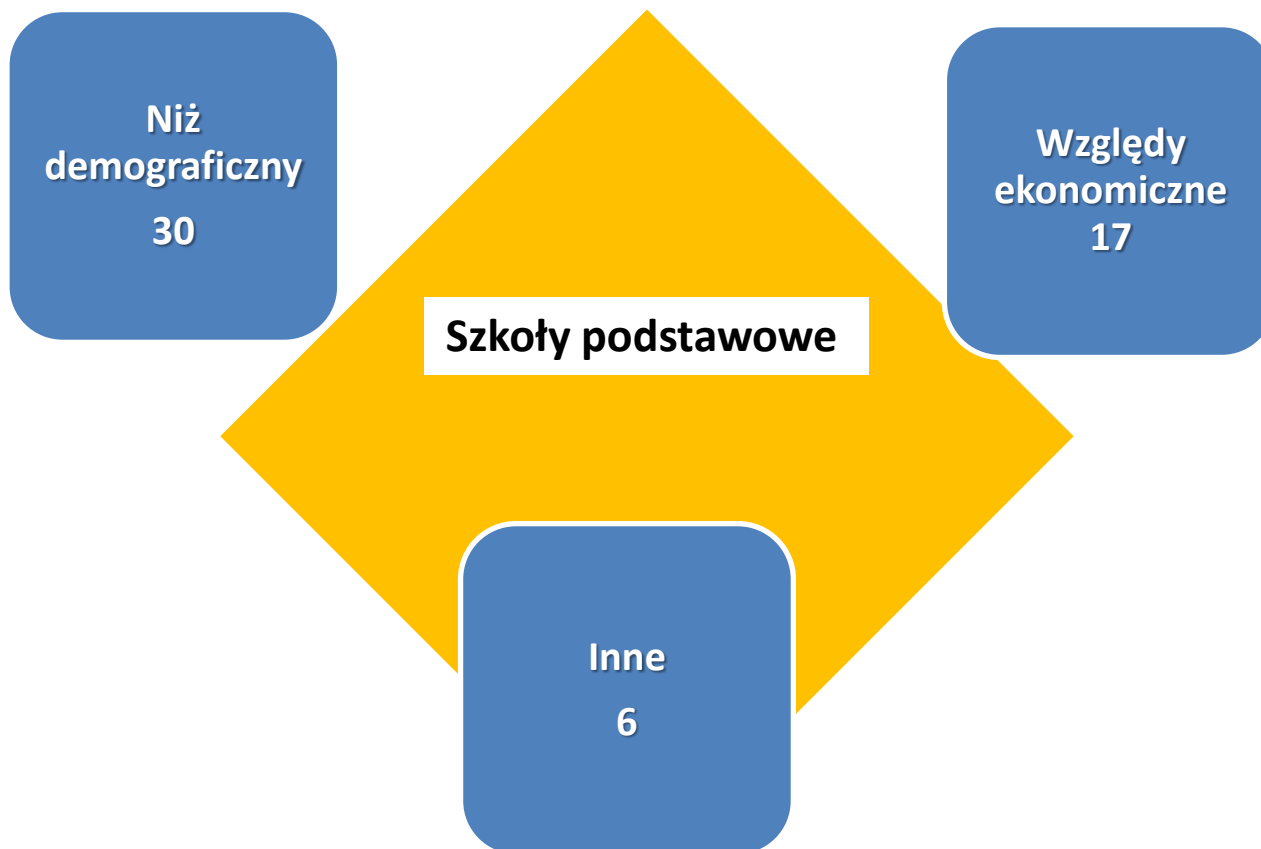 Niż
demograficzny
30
Względy
ekonomiczne
17
Szkoły podstawowe
Inne
6